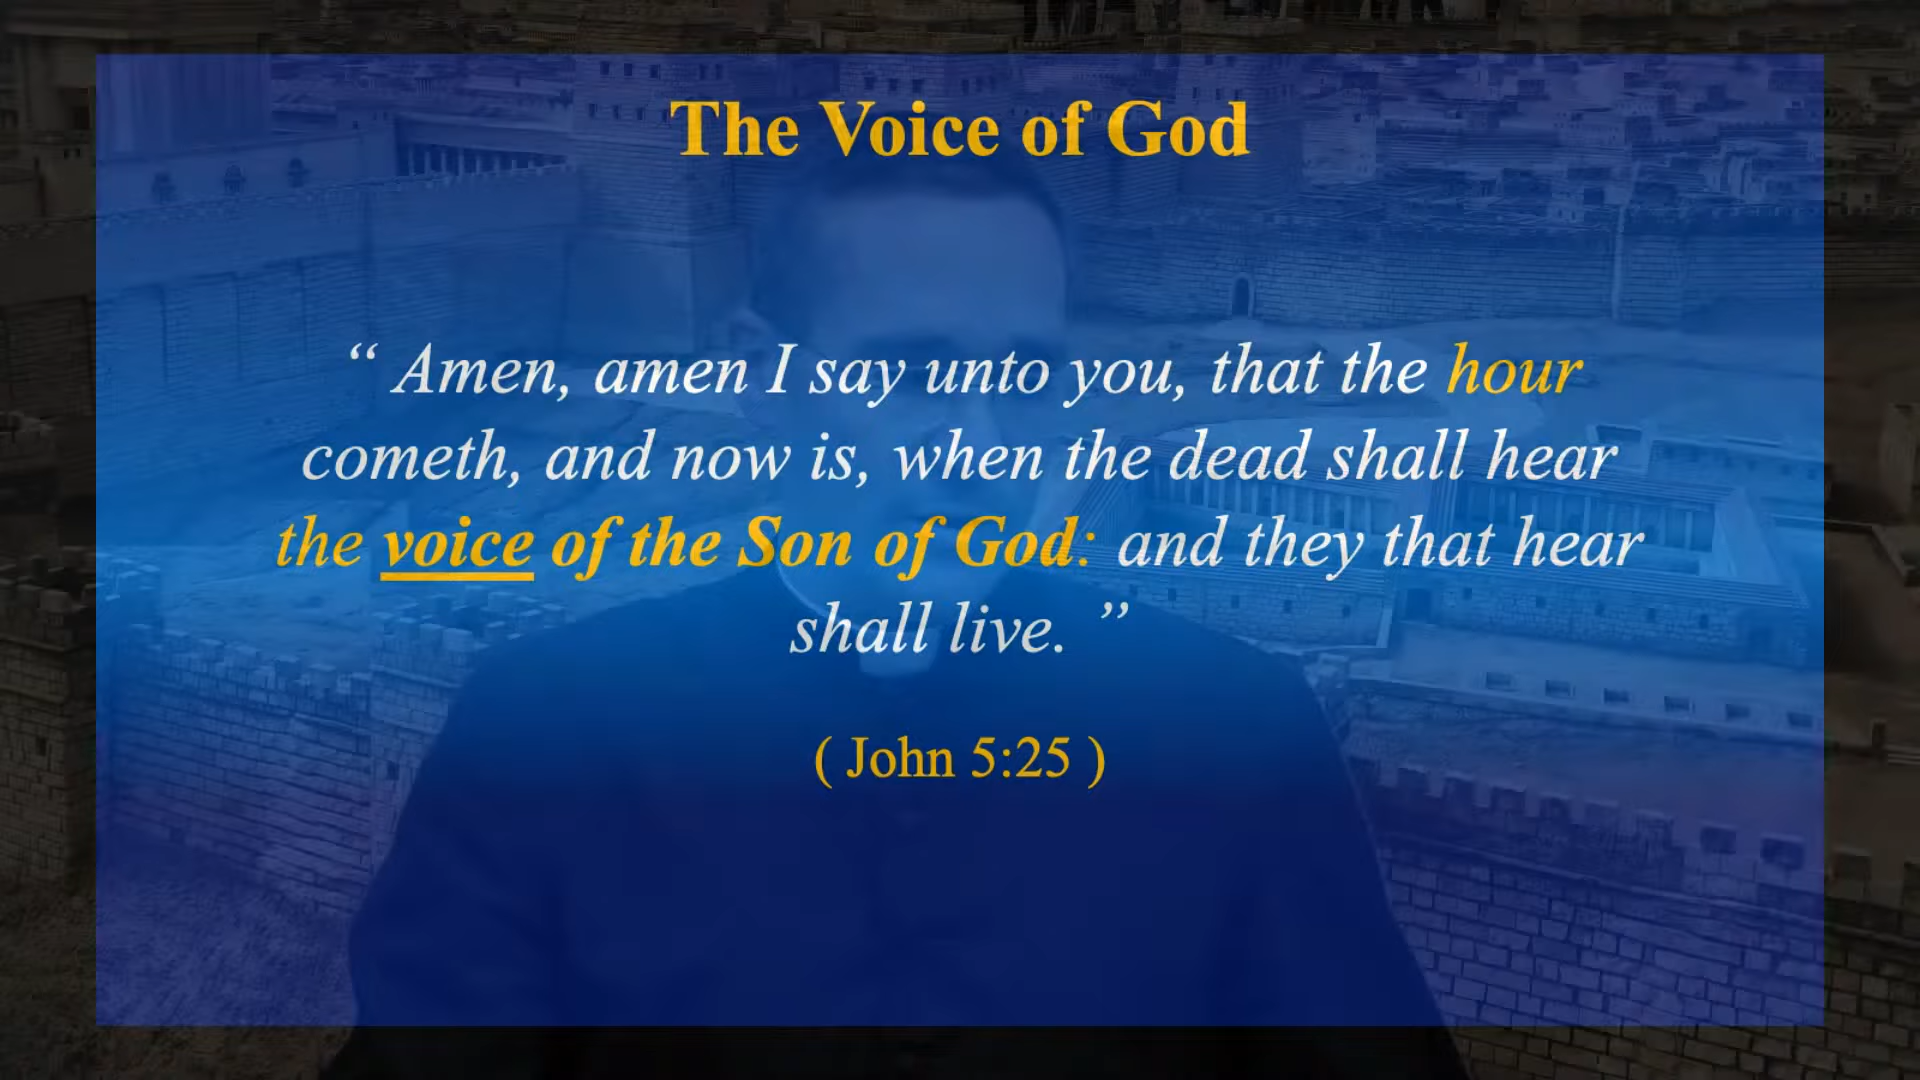 The Voice of God
“ Amen, amen I say unto you, that the hour
cometh, and now is, when the dead shall hear
the voice of the Son of God: and they that hear
shall live. ”
( John 5:25 )